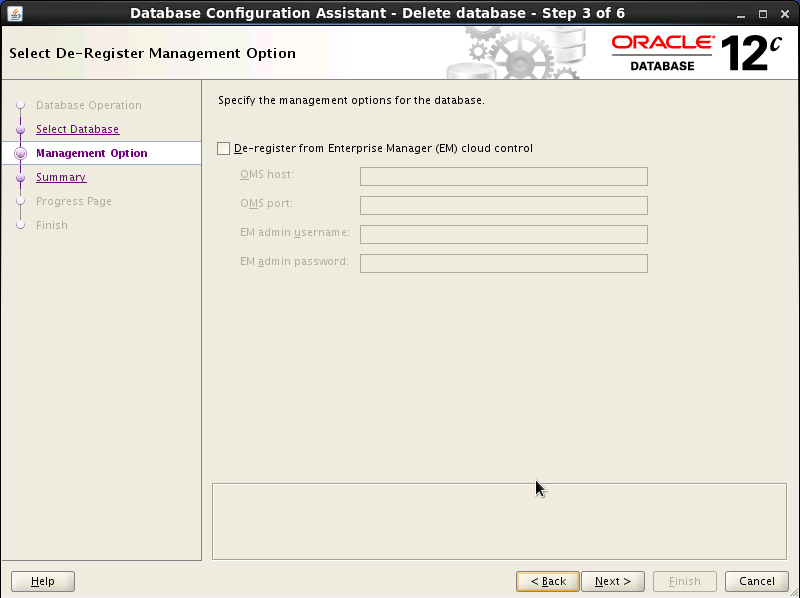 Database Configuration Assistant - Delete database - Step 3 of 6
Select De-Register Management Option
ORACLE®
DATABASE
12c
Database Operation
Select Database
Management Option
Summary
Progress Page
Finish
Specify the management options for the database.
De-register from Enterprise Manager (EM) cloud control
OMS host:
OMS port:
EM admin username:
EM admin password:
Help
< Back
Next >
Finish
Cancel